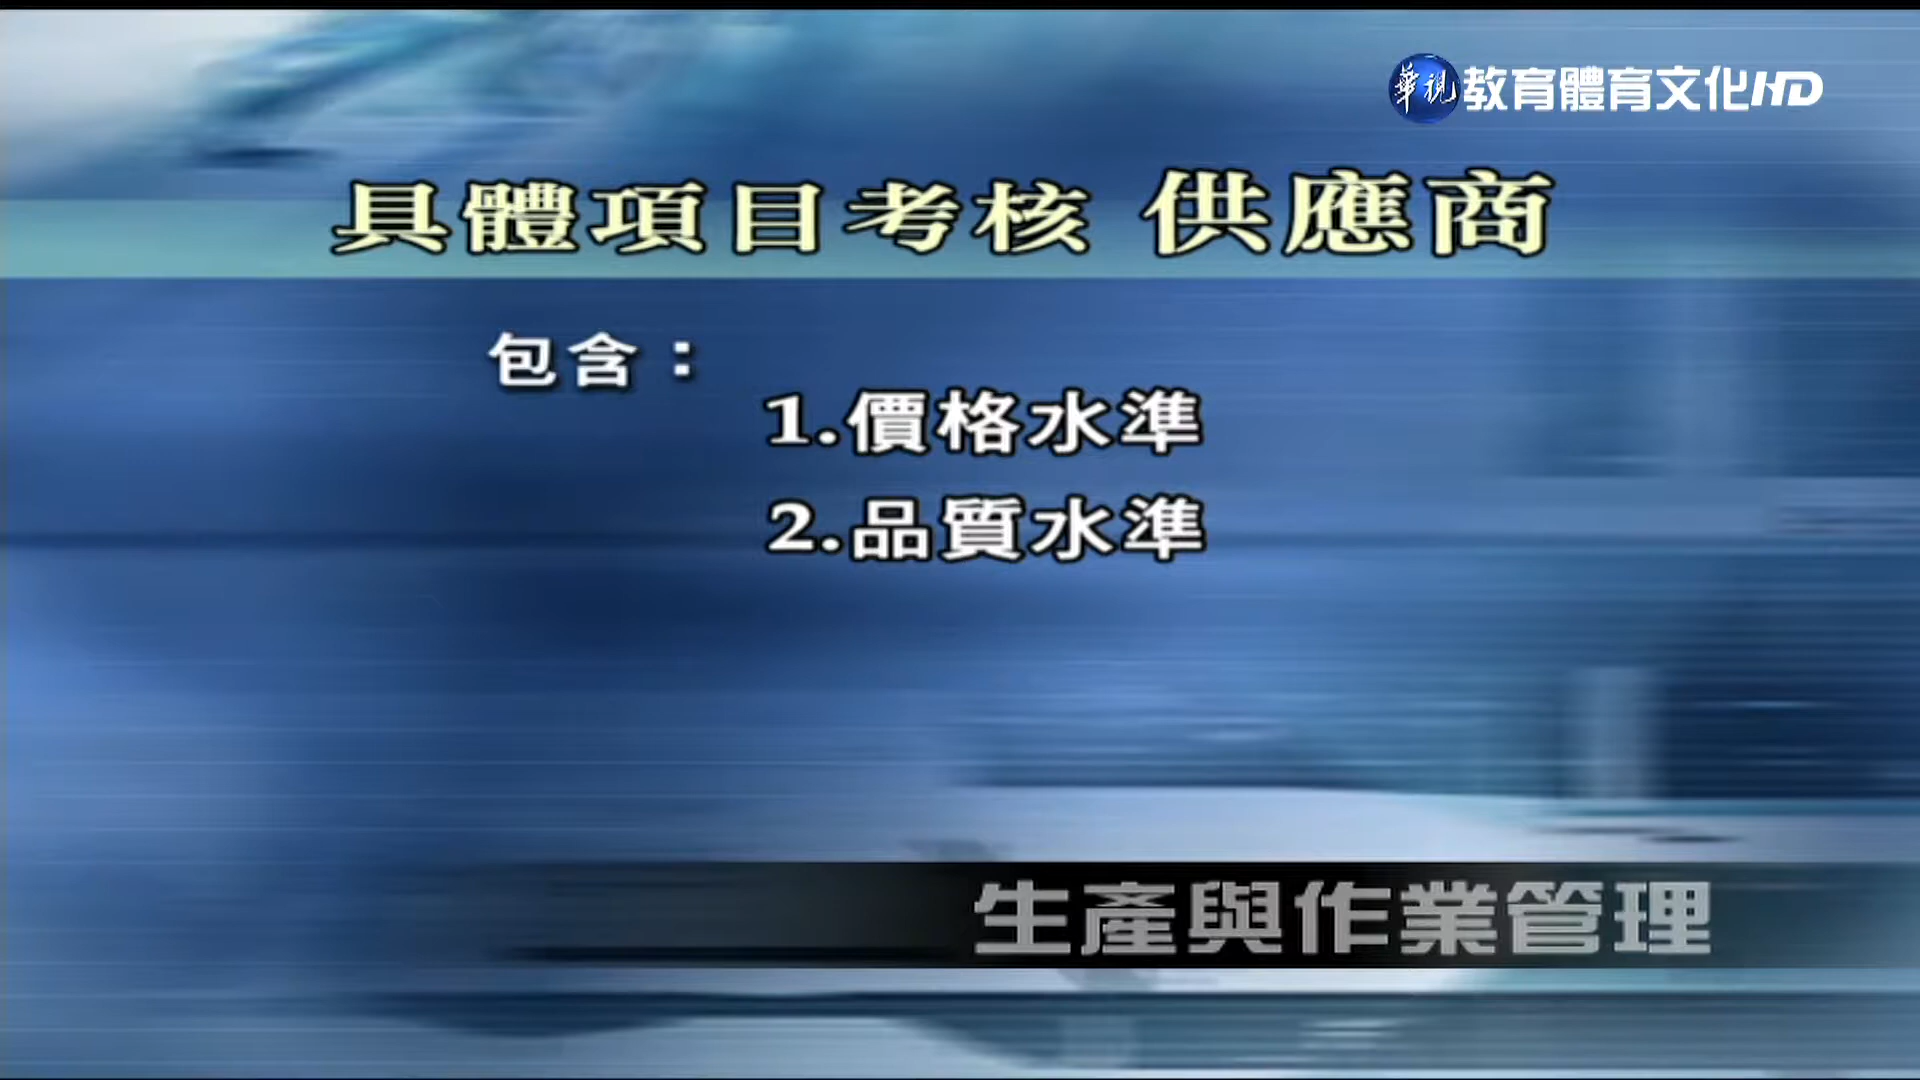 華視 教育體育文化HD
具體項目考核 供應商
包含：
1.價格水準
2.品質水準
生產與作業管理